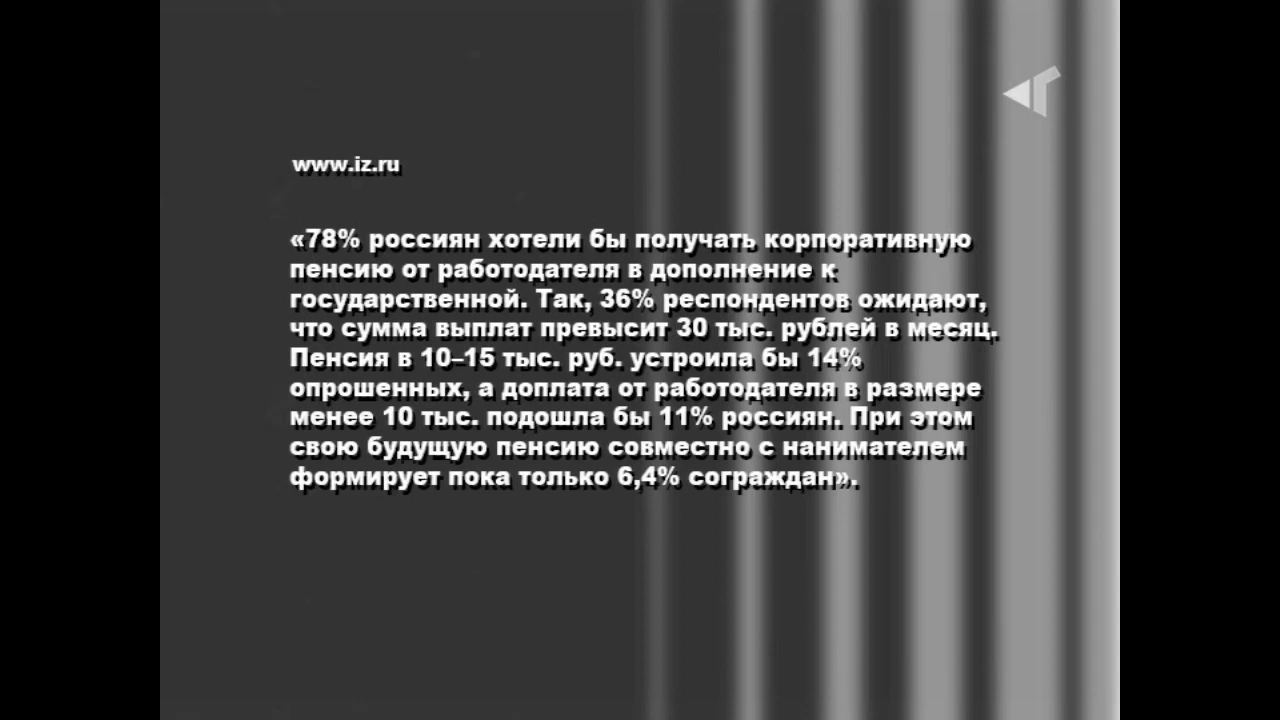 www.iz.ru
«78% россиян хотели бы получать корпоративную
пенсию от работодателя в дополнение к
государственной. Так, 36% респондентов ожидают,
что сумма выплат превысит 30 тыс. рублей в месяц.
Пенсия в 10–15 тыс. руб. устроила бы 14%
опрошенных, а доплата от работодателя в размере
менее 10 тыс. подошла бы 11% россиян. При этом
свою будущую пенсию совместно с нанимателем
формирует пока только 6,4% сограждан».